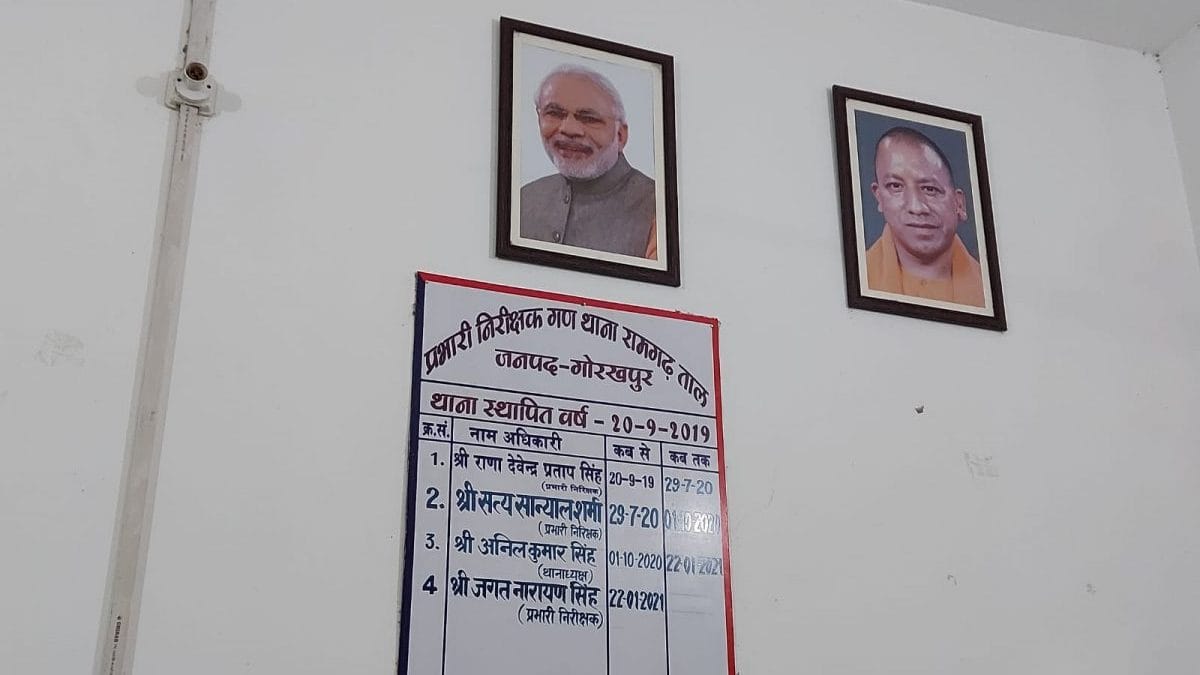 प्रभारी निरीक्षक गण थाना रामगढ़ ताल
जनपद-गोरखपुर
थाना स्थापित वर्ष - 20-9-2019
क्र.सं. नाम अधिकारी कब से कब तक
1. श्री राणा देवेन्द्र प्रताप सिंह 20-9-19 29-7-20
(प्रभारी निरिक्षक)
2. श्री सत्य सान्याल शर्मा 29-7-20 01-10-2020
(प्रभारी निरिक्षक)
3. श्री अनिल कुमार सिंह 01-10-2020 22-01-2021
(थानाध्यक्ष)
4 श्री जगत नारायण सिंह 22-01-2021
(प्रभारी निरीक्षक)